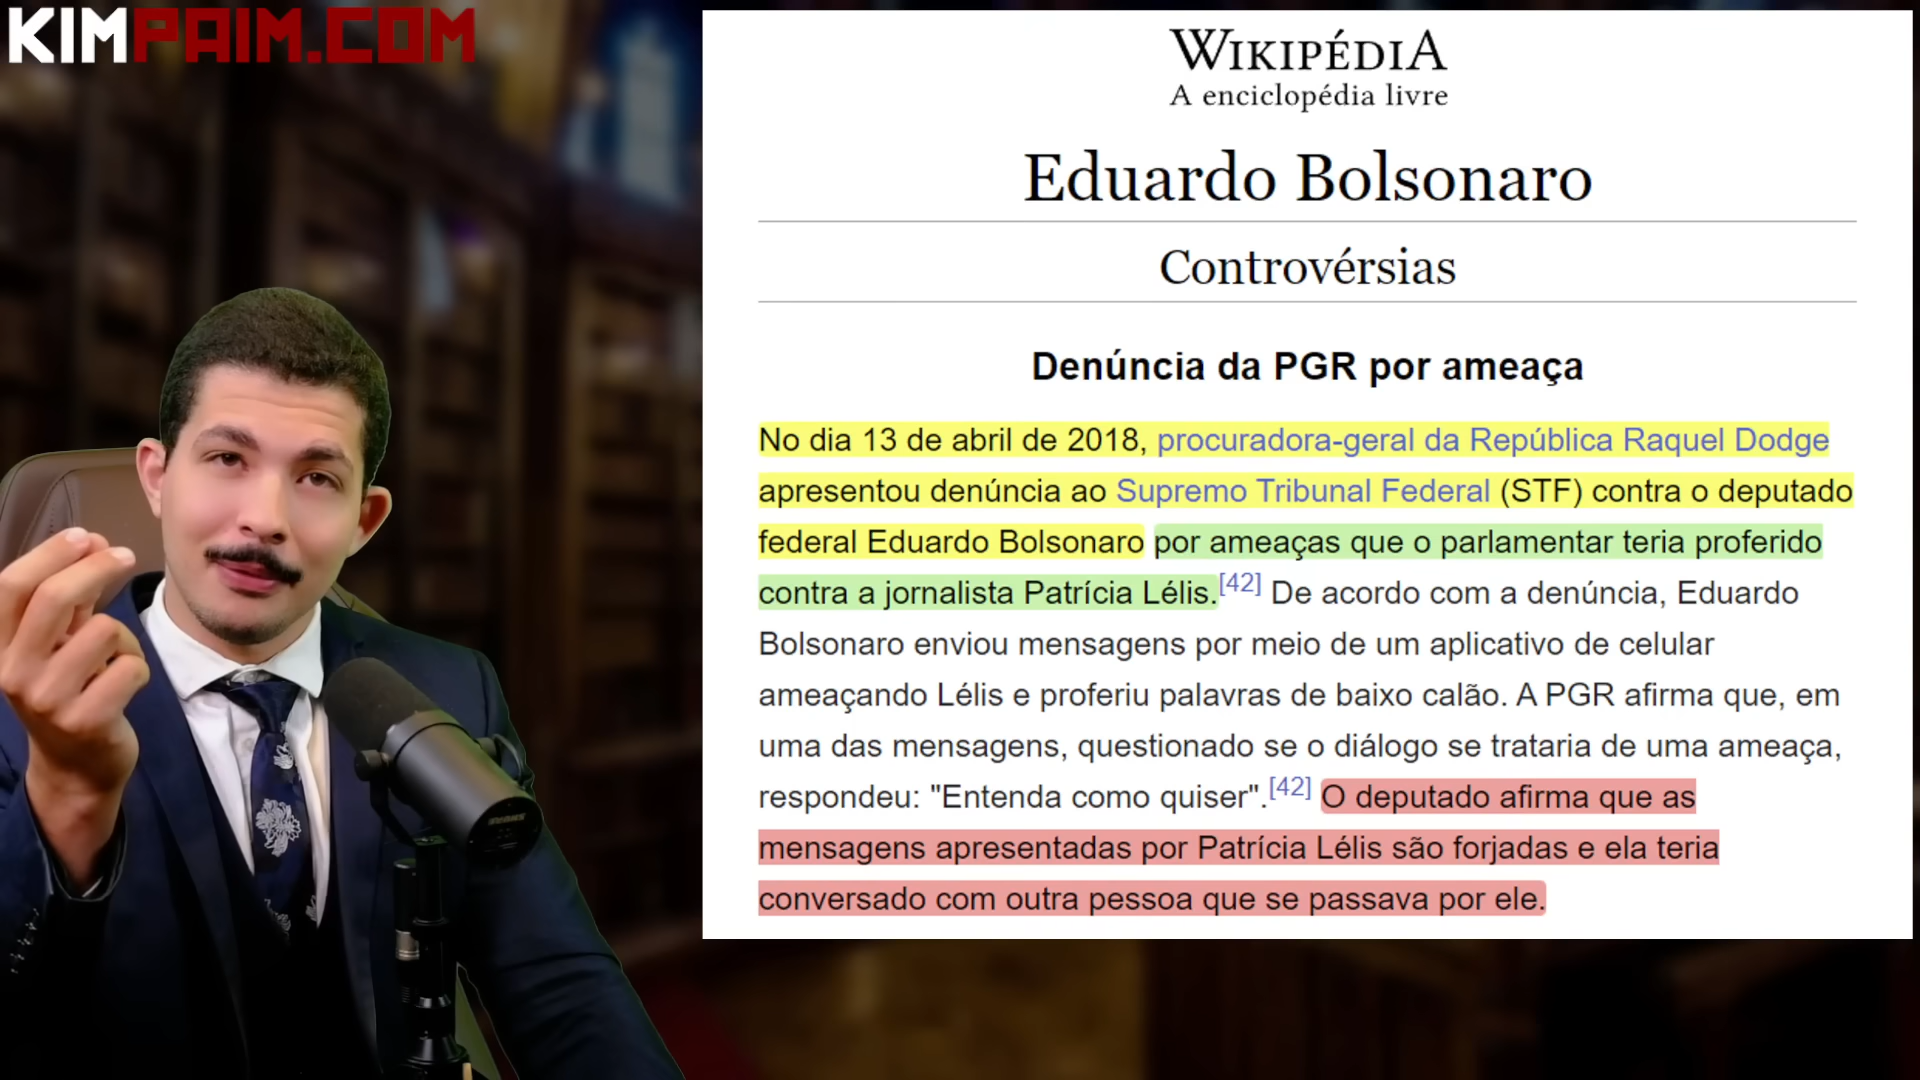 KIMPAIM.COM
WIKIPÉDIA
A enciclopédia livre
Eduardo Bolsonaro
Controvérsias
Denúncia da PGR por ameaça
No dia 13 de abril de 2018, procuradora-geral da República Raquel Dodge
apresentou denúncia ao Supremo Tribunal Federal (STF) contra o deputado
federal Eduardo Bolsonaro por ameaças que o parlamentar teria proferido
contra a jornalista Patrícia Lélis.[42] De acordo com a denúncia, Eduardo
Bolsonaro enviou mensagens por meio de um aplicativo de celular
ameaçando Lélis e proferiu palavras de baixo calão. A PGR afirma que, em
uma das mensagens, questionado se o diálogo se trataria de uma ameaça,
respondeu: "Entenda como quiser".[42] O deputado afirma que as
mensagens apresentadas por Patrícia Lélis são forjadas e ela teria
conversado com outra pessoa que se passava por ele.